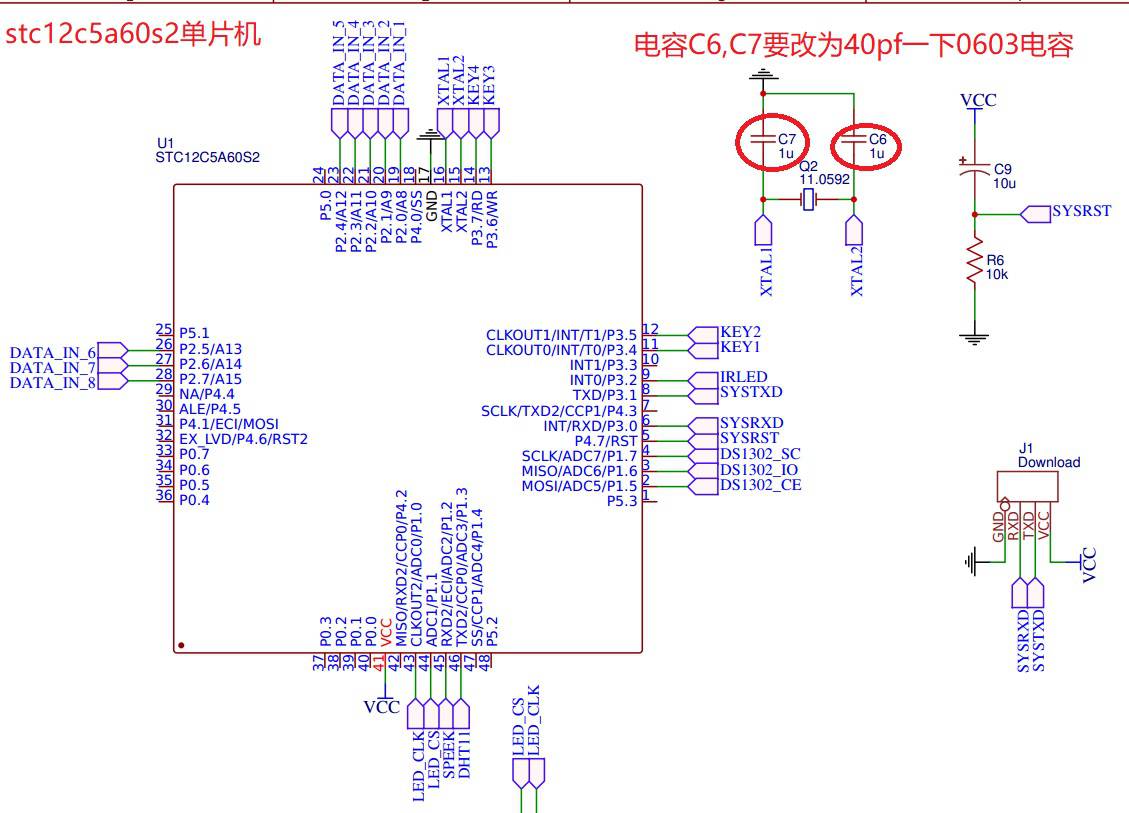 stc12c5a60s2单片机
电容C6,C7要改为40pf一下0603电容
DATA_IN_5
DATA_IN_4
DATA_IN_3
DATA_IN_2
DATA_IN_1
XTAL1
XTAL2
KEY4
KEY3
U1
STC12C5A60S2
24
23
22
21
20
19
18
17
16
15
14
13
P5.0
P2.4/A12
P2.3/A11
P2.2/A10
P2.1/A9
P2.0/A8
P4.0/SS
GND
XTAL1
XTAL2
P3.7/RD
P3.6/WR
C7
1u
C6
1u
Q2
11.0592
XTAL1
XTAL2
VCC
C9
10u
SYSRST
R6
10k
DATA_IN_6
DATA_IN_7
DATA_IN_8
25 P5.1
26 P2.5/A13
27 P2.6/A14
28 P2.7/A15
29 NA/P4.4
30 ALE/P4.5
31 P4.1/ECI/MOSI
32 EX_LVD/P4.6/RST2
33 P0.7
34 P0.6
35 P0.5
36 P0.4
CLKOUT1/INT/T1/P3.5 12 KEY2
CLKOUT0/INT/T0/P3.4 11 KEY1
INT1/P3.3 10
INT0/P3.2 9 IRLED
TXD/P3.1 8 SYSTXD
SCLK/TXD2/CCP1/P4.3 7
INT/RXD/P3.0 6 SYSRXD
P4.7/RST 5 SYSRST
SCLK/ADC7/P1.7 4 DS1302_SC
MISO/ADC6/P1.6 3 DS1302_IO
MOSI/ADC5/P1.5 2 DS1302_CE
P5.3 1
J1
Download
GND
RXD
TXD
VCC
VCC
SYSRXD
SYSTXD
P0.3
P0.2
P0.1
P0.0
VCC
MISO/RXD2/CCP0/P4.2
CLKOUT2/ADC0/P1.0
ADC1/P1.1
RXD2/ECI/ADC2/P1.2
TXD2/CCP0/ADC3/P1.3
SS/CCP1/ADC4/P1.4
P5.2
37
38
39
40
41
42
43
44
45
46
47
48
VCC
LED_CLK
LED_CS
SPEEK
DHT11
LED_CS
LED_CLK